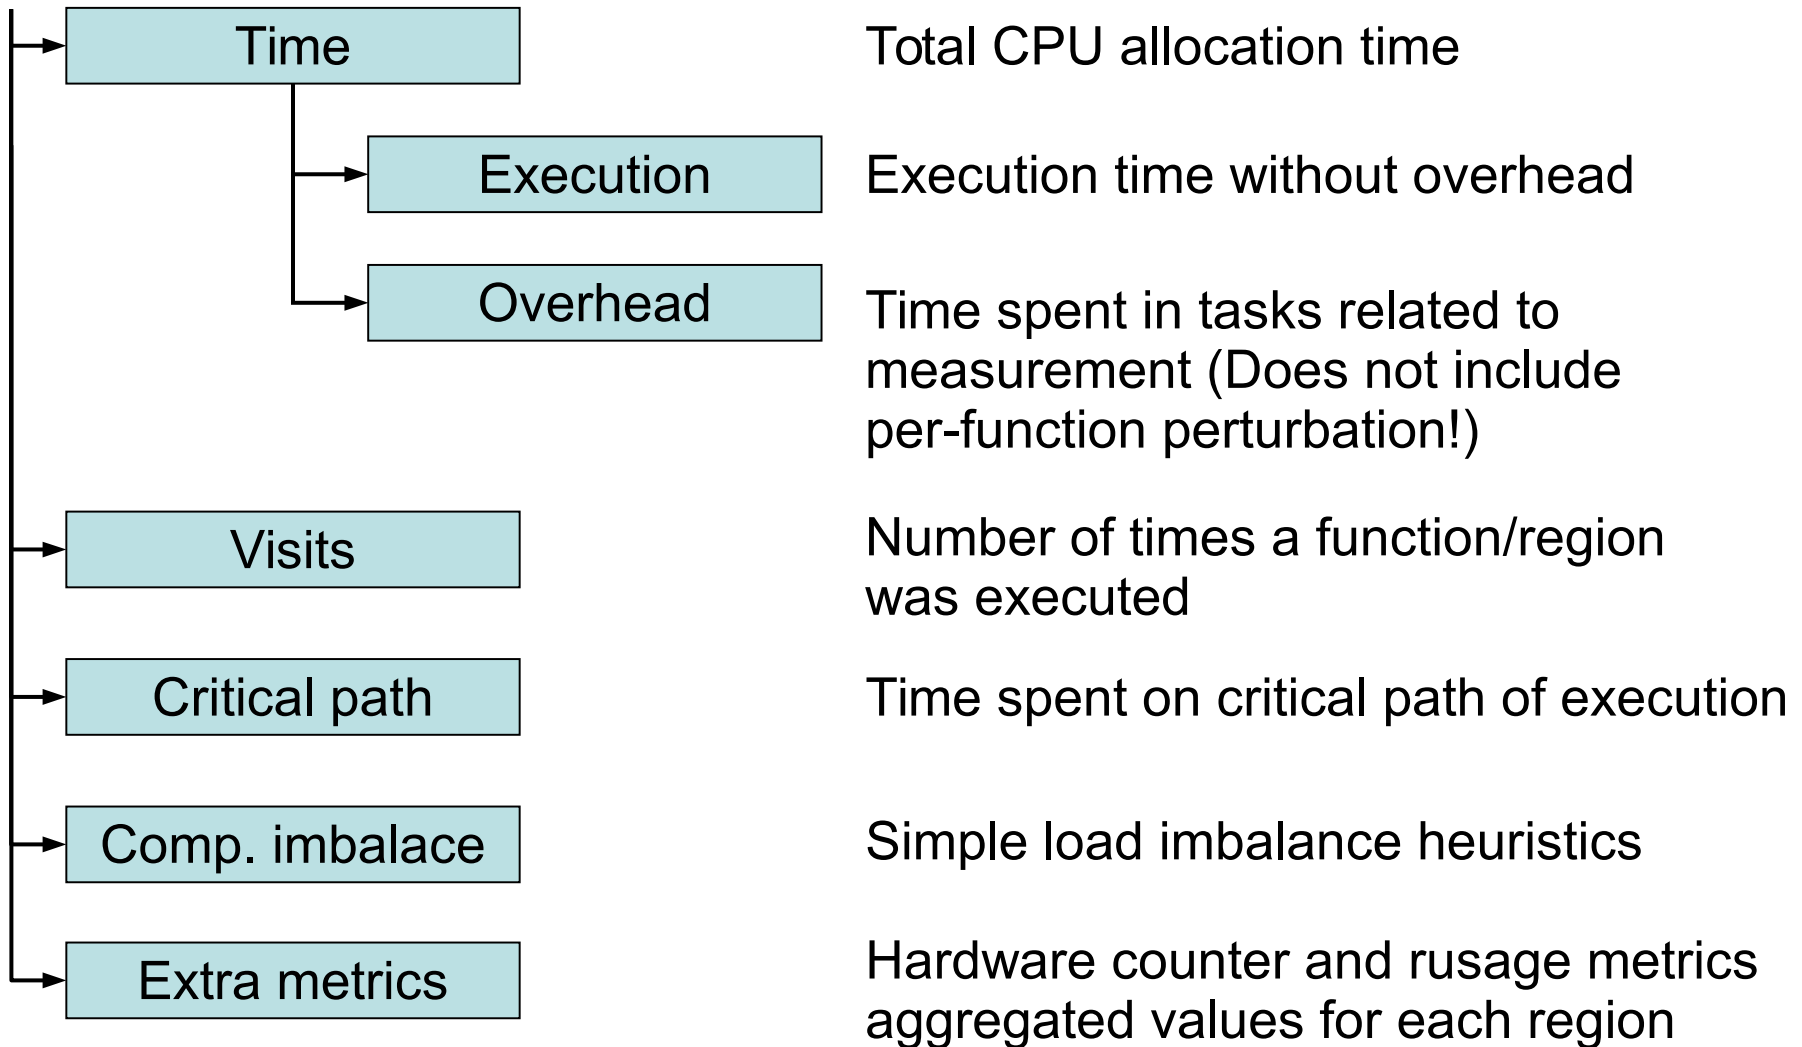 Time
Total CPU allocation time
Execution
Execution time without overhead
Overhead
Time spent in tasks related to
measurement (Does not include
per-function perturbation!)
Visits
Number of times a function/region
was executed
Critical path
Time spent on critical path of execution
Comp. imbalace
Simple load imbalance heuristics
Extra metrics
Hardware counter and rusage metrics
aggregated values for each region